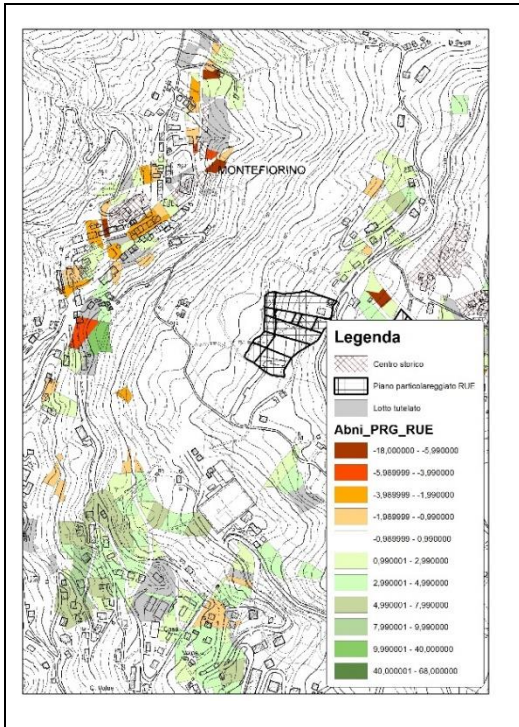 MONTEFIORINO
Legenda
Centro storico
Piano particolareggiato RUE
Lotto tutelato
Abni_PRG_RUE
-18,000000 - -5,990000
-5,989999 - -3,990000
-3,989999 - -1,990000
-1,989999 - -0,990000
-0,989999 - 0,990000
0,990001 - 2,990000
2,990001 - 4,990000
4,990001 - 7,990000
7,990001 - 9,990000
9,990001 - 40,000000
40,000001 - 68,000000